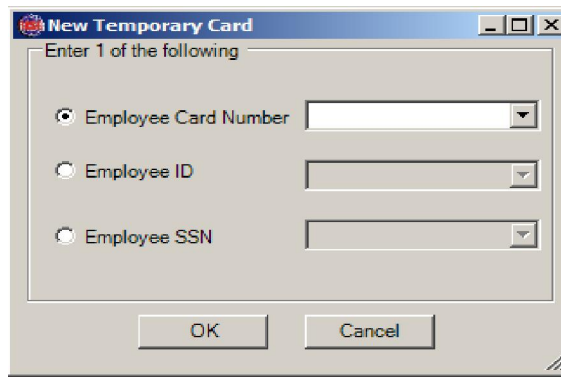 New Temporary Card
Enter 1 of the following
Employee Card Number
Employee ID
Employee SSN
OK Cancel